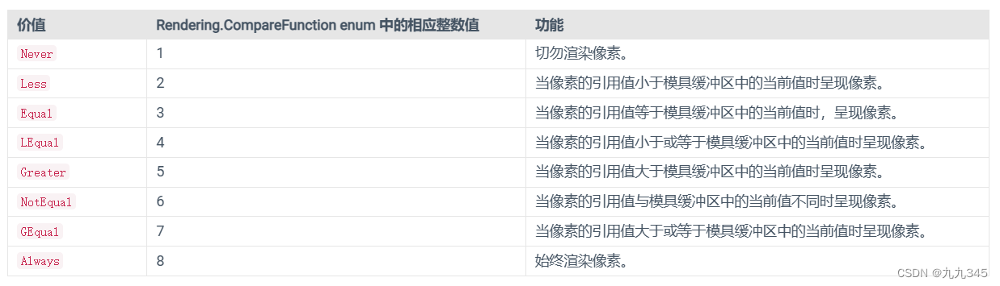 价值 Rendering.CompareFunction enum 中的相应整数值 功能
Never 1 切勿渲染像素。
Less 2 当像素的引用值小于模具缓冲区中的当前值时呈现像素。
Equal 3 当像素的引用值等于模具缓冲区中的当前值时，呈现像素。
LEqual 4 当像素的引用值小于或等于模具缓冲区中的当前值时呈现像素。
Greater 5 当像素的引用值大于模具缓冲区中的当前值时呈现像素。
NotEqual 6 当像素的引用值与模具缓冲区中的当前值不同时呈现像素。
GEqual 7 当像素的引用值大于或等于模具缓冲区中的当前值时呈现像素。
Always 8 始终渲染像素。
CSDN @九九345